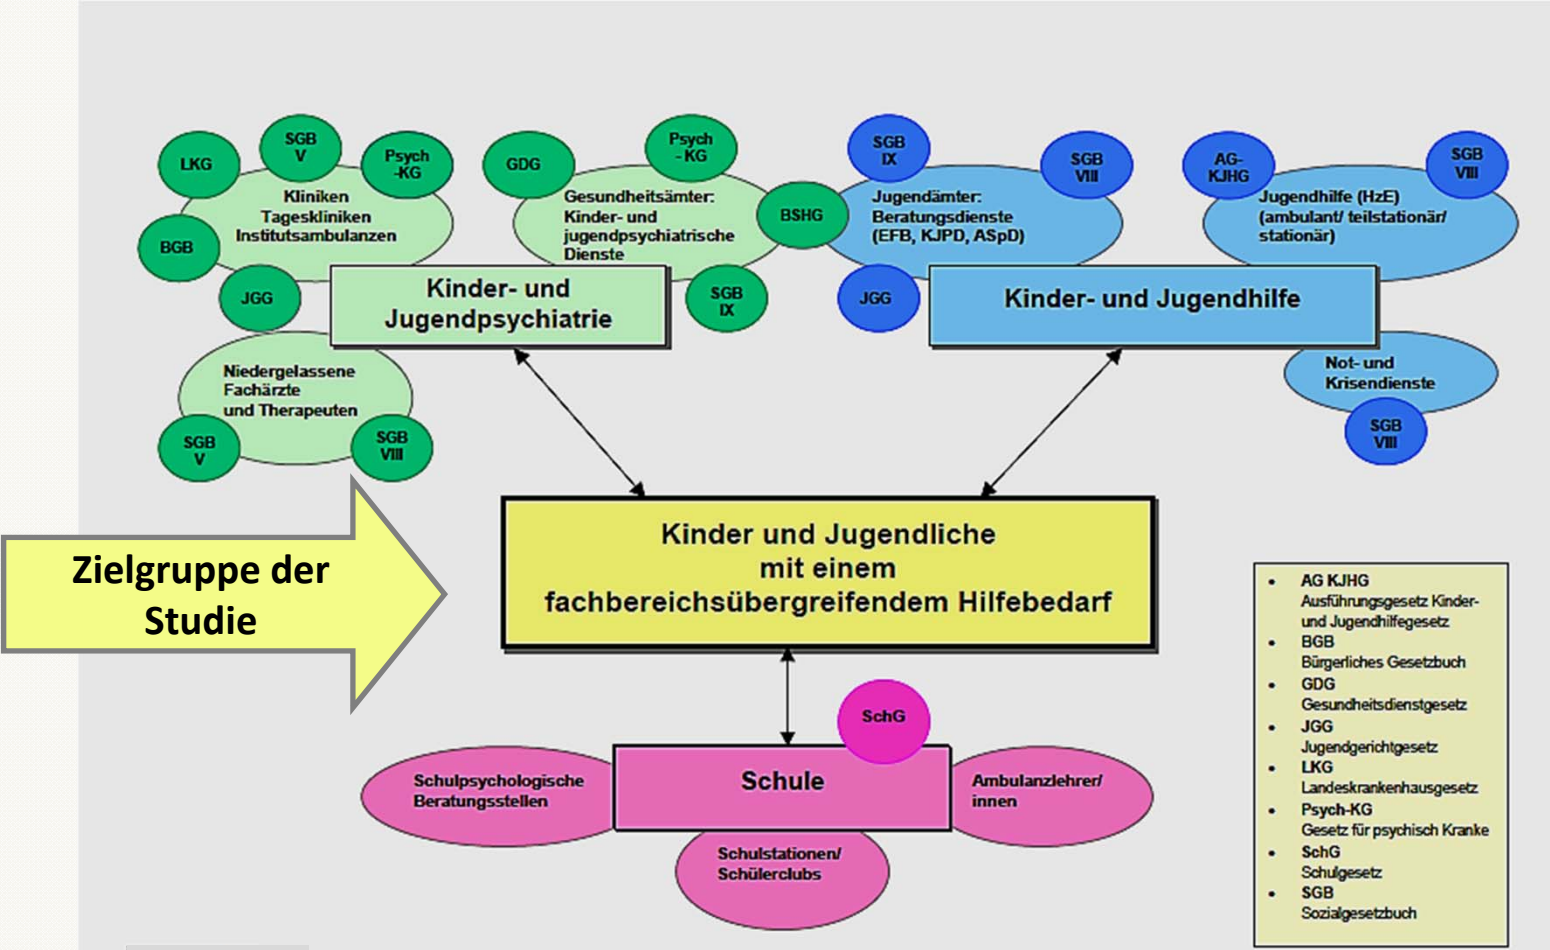 LKG
SGB
V
Psych
-KG
BGB
JGG
Kliniken
Tageskliniken
Institutsambulanzen
GDG
Psych
- KG
Gesundheitsämter:
Kinder- und
jugendpsychiatrische
Dienste
BSHG
SGB
IX
Kinder- und
Jugendpsychiatrie
Niedergelassene
Fachärzte
und Therapeuten
SGB
V
SGB
VIII
SGB
IX
SGB
VIII
Jugendämter:
Beratungsdienste
(EFB, KJPD, ASpD)
JGG
AG-
KJHG
SGB
VIII
Jugendhilfe (HzE)
(ambulant/ teilstationär/
stationär)
Kinder- und Jugendhilfe
Not- und
Krisendienste
SGB
VIII
Zielgruppe der
Studie
Kinder und Jugendliche
mit einem
fachbereichsübergreifendem Hilfebedarf
SchG
Schule
Schulpsychologische
Beratungsstellen
Ambulanzlehrer/
innen
Schulstationen/
Schülerclubs
• AG KJHG
Ausführungsgesetz Kinder-
und Jugendhilfegesetz
• BGB
Bürgerliches Gesetzbuch
• GDG
Gesundheitsdienstgesetz
• JGG
Jugendgerichtgesetz
• LKG
Landeskrankenhausgesetz
• Psych-KG
Gesetz für psychisch Kranke
• SchG
Schulgesetz
• SGB
Sozialgesetzbuch